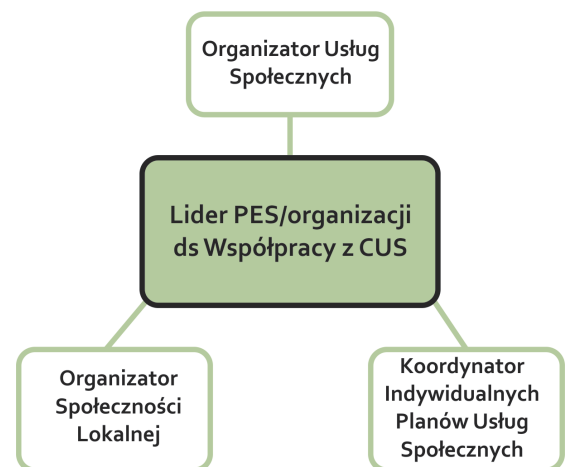 Organizator Usług
Społecznych
Lider PES/organizacji
ds Współpracy z CUS
Organizator
Społeczności
Lokalnej
Koordynator
Indywidualnych
Planów Usług
Społecznych